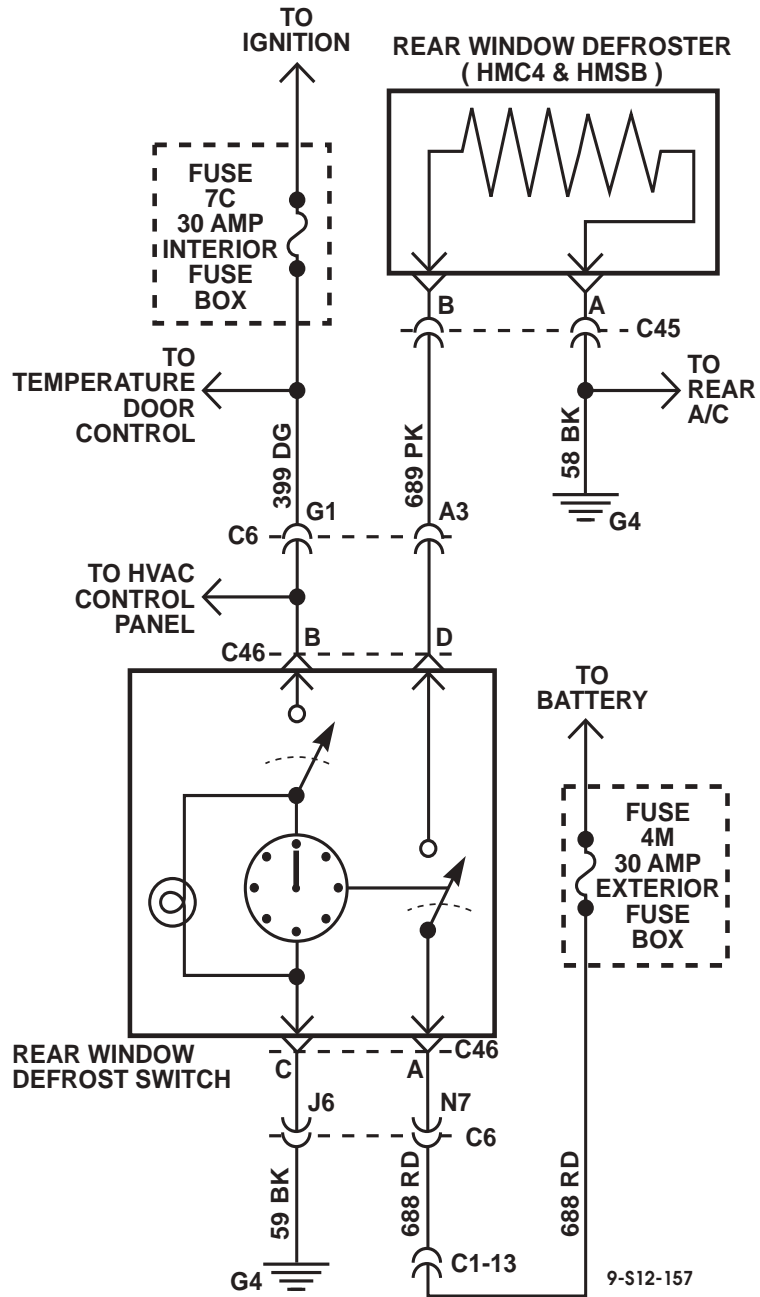 TO
IGNITION
REAR WINDOW DEFROSTER
( HMC4 & HMSB )
FUSE
7C
30 AMP
INTERIOR
FUSE
BOX
B
A
C45
TO
TEMPERATURE
DOOR
CONTROL
TO
REAR
A/C
399 DG
689 PK
58 BK
G4
G1
A3
C6
TO HVAC
CONTROL
PANEL
B
D
C46
TO
BATTERY
FUSE
4M
30 AMP
EXTERIOR
FUSE
BOX
REAR WINDOW
DEFROST SWITCH
C46
C
A
J6
N7
C6
59 BK
688 RD
688 RD
C1-13
G4
9-S12-157